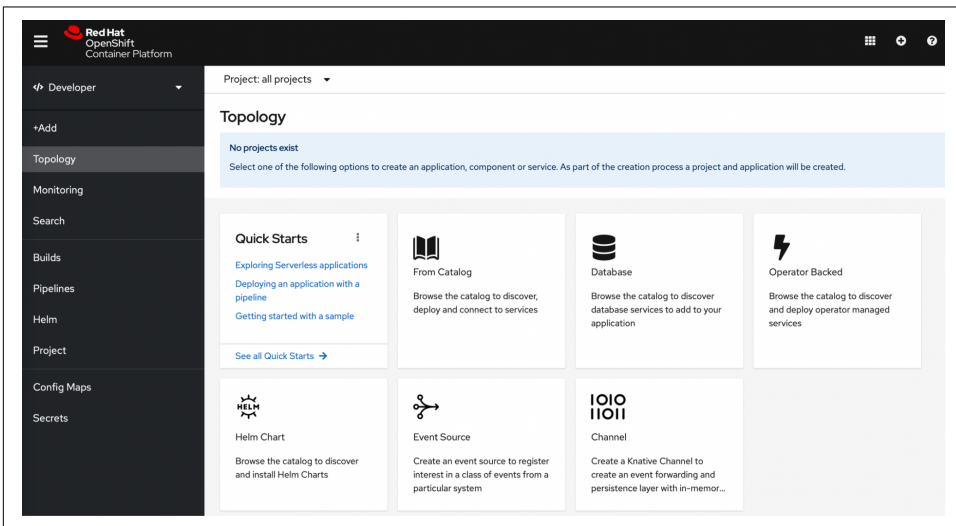 Red Hat
OpenShift
Container Platform
Developer
+Add
Topology
Monitoring
Search
Builds
Pipelines
Helm
Project
Config Maps
Secrets
Project: all projects
Topology
No projects exist
Select one of the following options to create an application, component or service. As part of the creation process a project and application will be created.
Quick Starts
Exploring Serverless applications
Deploying an application with a
pipeline
Getting started with a sample
See all Quick Starts →
From Catalog
Browse the catalog to discover,
deploy and connect to services
Database
Browse the catalog to discover
database services to add to your
application
Operator Backed
Browse the catalog to discover
and deploy operator managed
services
HELM
Helm Chart
Browse the catalog to discover
and install Helm Charts
Event Source
Create an event source to register
interest in a class of events from a
particular system
1010
11011
Channel
Create a Knative Channel to
create an event forwarding and
persistence layer with in-memor...